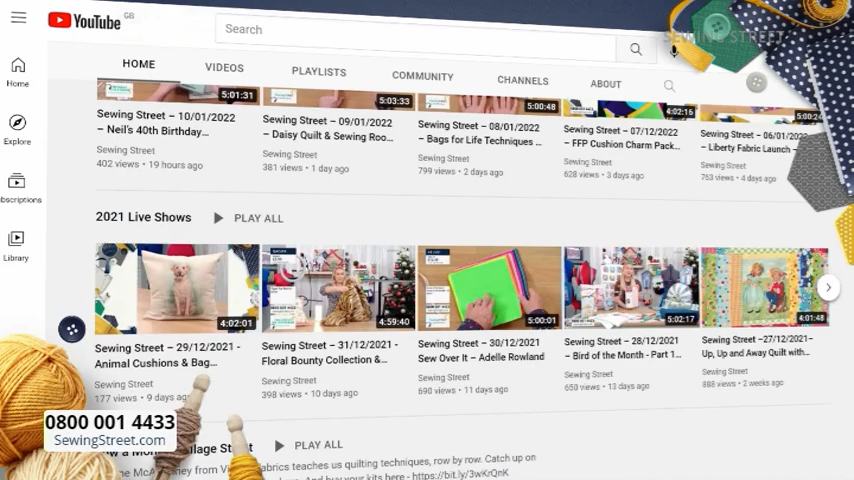 YouTube GB
Search
SEWING STREET
Home
Explore
bscriptions
Library
HOME VIDEOS PLAYLISTS COMMUNITY CHANNELS ABOUT
5:01:31 5:03:33 5:00:48 4:02:16 5:00:24
Sewing Street – 10/01/2022
– Neil's 40th Birthday...
Sewing Street
402 views • 19 hours ago
Sewing Street – 09/01/2022
– Daisy Quilt & Sewing Roo...
Sewing Street
381 views • 1 day ago
Sewing Street – 08/01/2022
– Bags for Life Techniques ...
Sewing Street
799 views • 2 days ago
Sewing Street – 07/12/2022
– FFP Cushion Charm Pack...
Sewing Street
628 views • 3 days ago
Sewing Street – 06/01/2022
– Liberty Fabric Launch –
Sewing Street
753 views • 4 days ago
2021 Live Shows PLAY ALL
4:02:01 4:59:40 5:00:01 5:02:17 4:01:48
Sewing Street – 29/12/2021 -
Animal Cushions & Bag...
Sewing Street
177 views • 9 days ago
Sewing Street – 31/12/2021 -
Floral Bounty Collection &...
Sewing Street
398 views • 10 days ago
Sewing Street – 30/12/2021
Sew Over It – Adelle Rowland
Sewing Street
690 views • 11 days ago
Sewing Street – 28/12/2021
– Bird of the Month - Part 1...
Sewing Street
650 views • 13 days ago
Sewing Street –27/12/2021–
Up, Up and Away Quilt with...
Sewing Street
888 views • 2 weeks ago
0800 001 4433
SewingStreet.com
Street PLAY ALL
teaches us quilting techniques, row by row. Catch up on
And buy your kits here - https://bit.ly/3wKrQnK